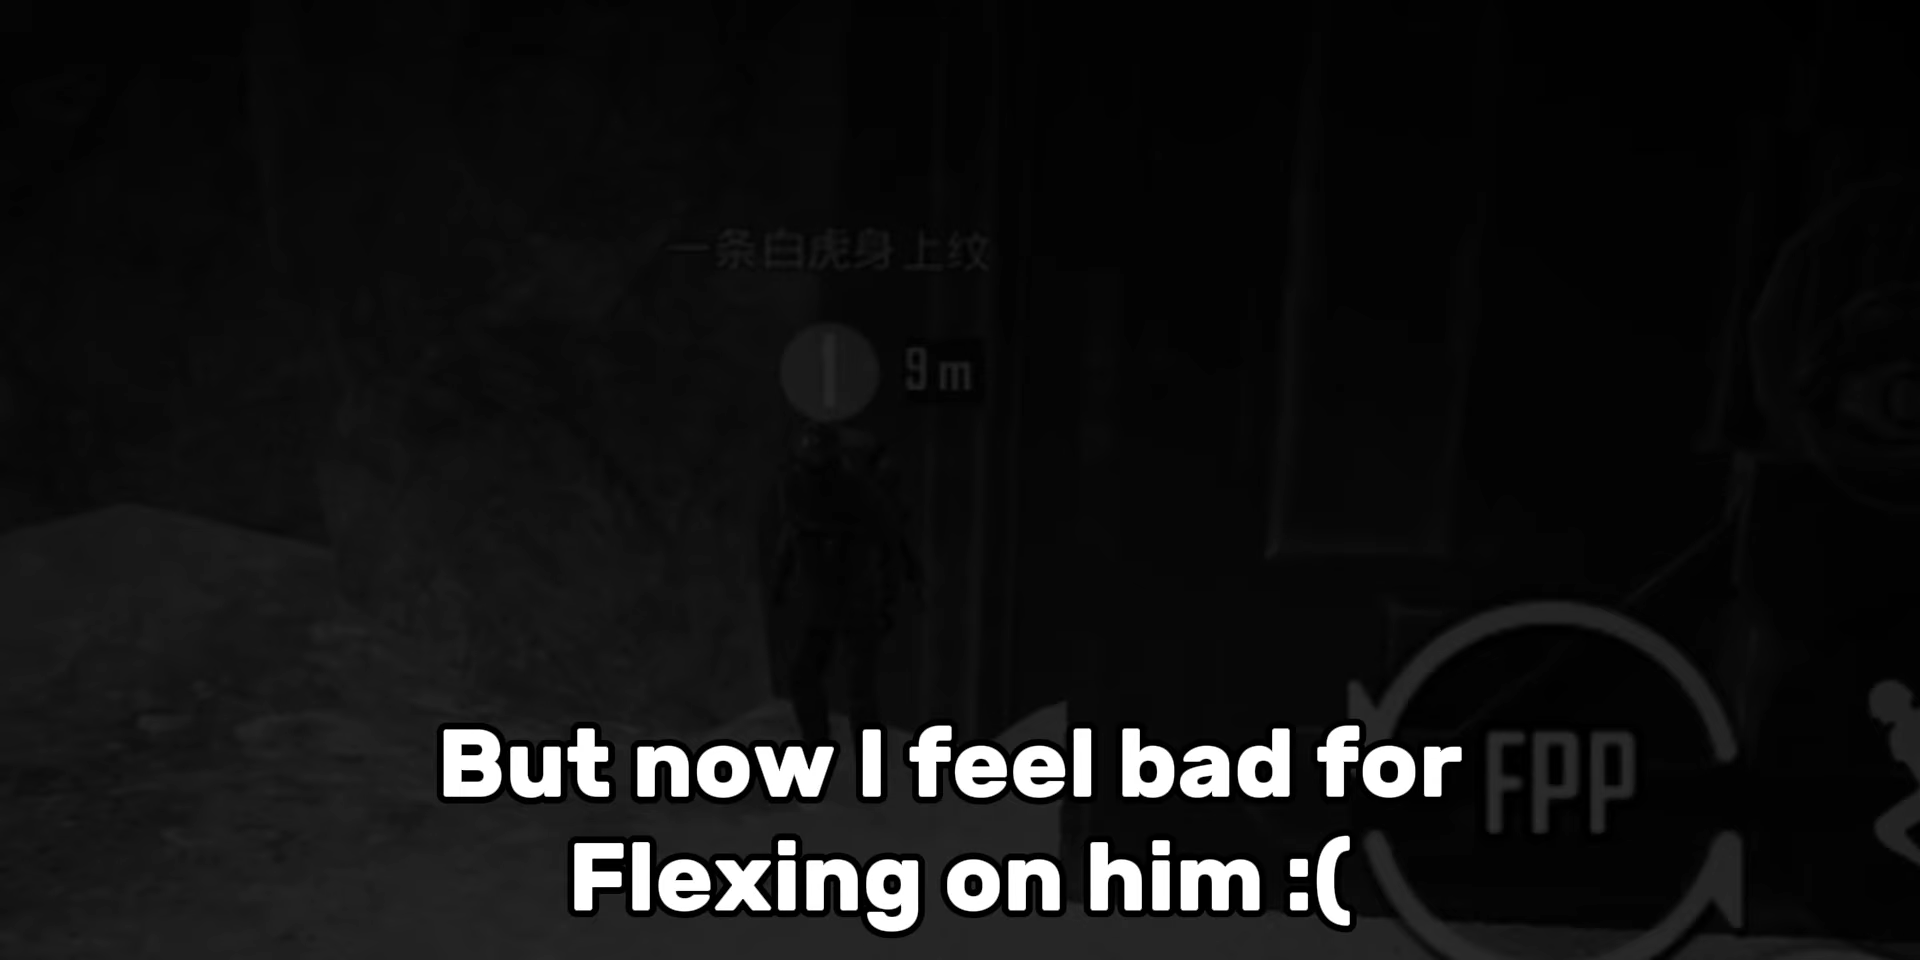 一条白虎身上纹
9m
FPP
But now I feel bad for
Flexing on him :(